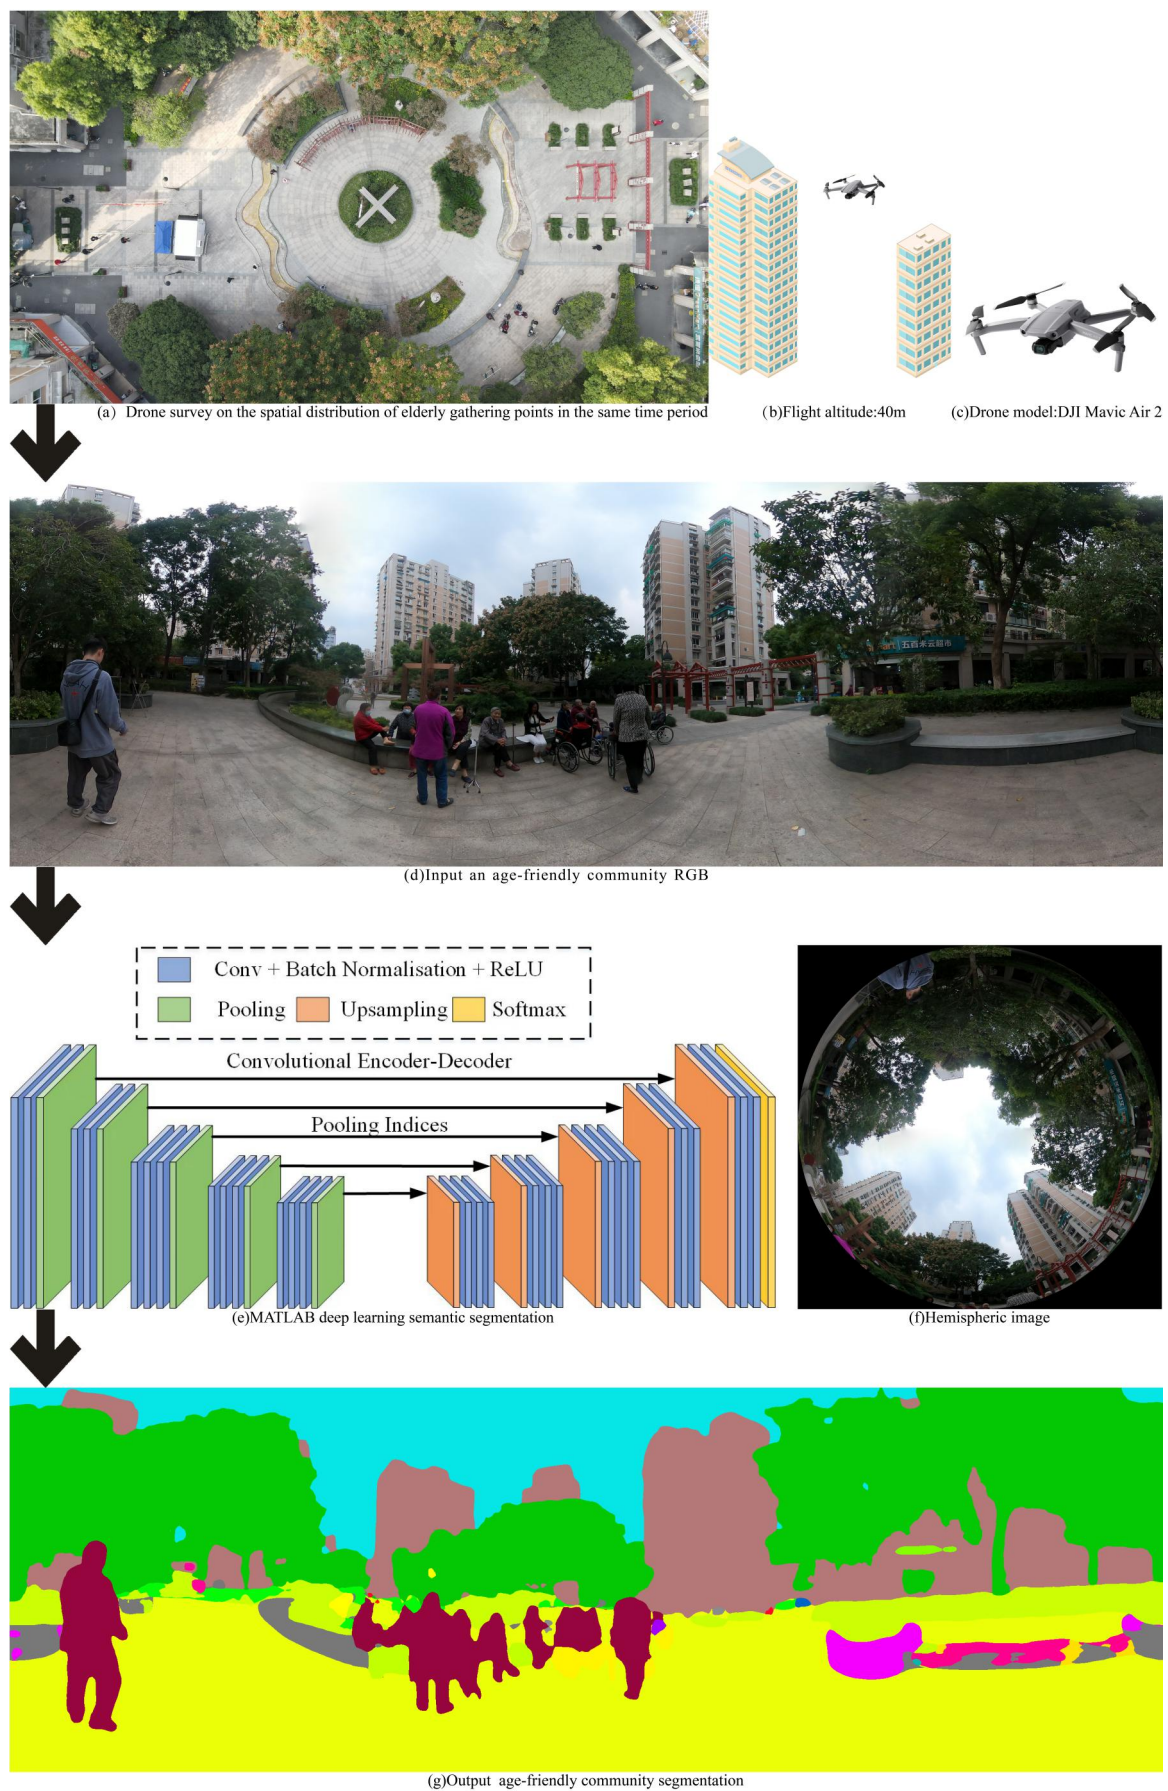 (a) Drone survey on the spatial distribution of elderly gathering points in the same time period
(b)Flight altitude:40m
(c)Drone model:DJI Mavic Air 2
五百米云超市
(d)Input an age-friendly community RGB
Conv + Batch Normalisation + ReLU
Pooling
Upsampling
Softmax
Convolutional Encoder-Decoder
Pooling Indices
(e)MATLAB deep learning semantic segmentation
(f)Hemispheric image
(g)Output age-friendly community segmentation